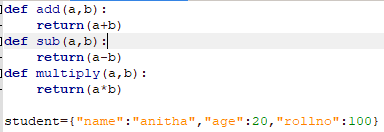 def add(a,b):
    return(a+b)
def sub(a,b):
    return(a-b)
def multiply(a,b):
    return(a*b)

student={"name":"anitha","age":20,"rollno":100}